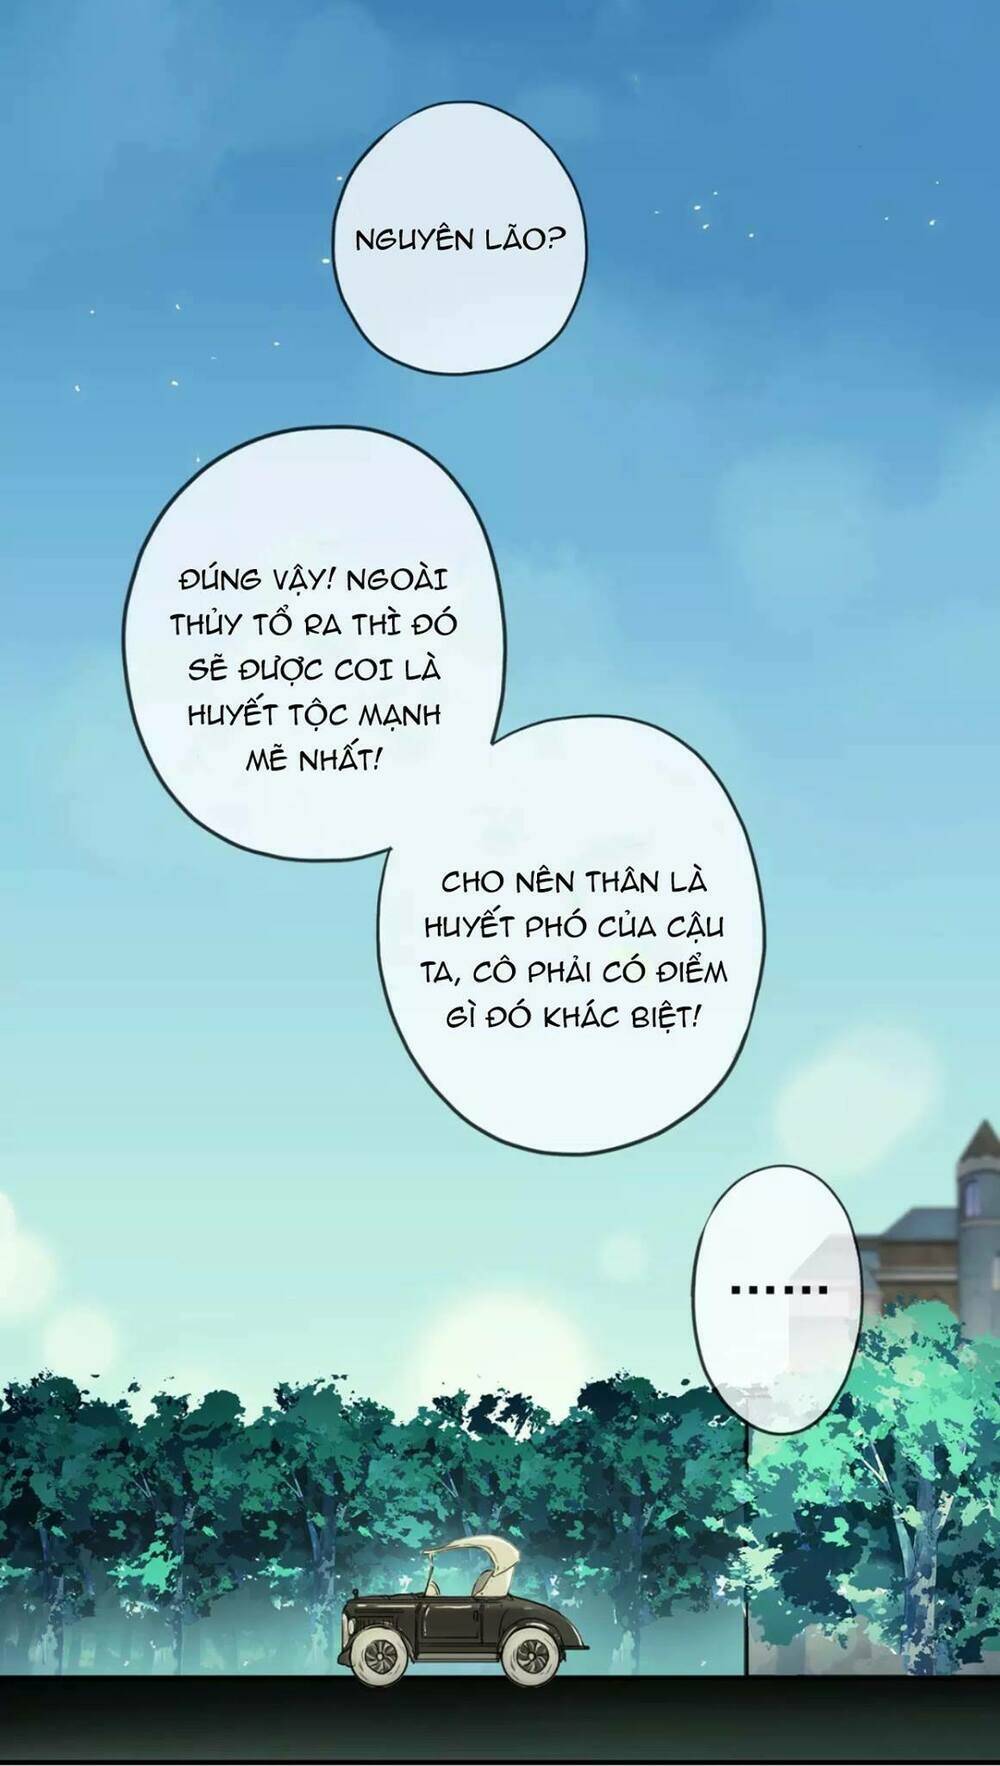 NGUYÊN LÃO?
ĐÚNG VẬY! NGOÀI
THỦY TỔ RA THÌ ĐÓ
SẼ ĐƯỢC COI LÀ
HUYẾT TỘC MẠNH
MẼ NHẤT!
CHO NÊN THÂN LÀ
HUYẾT PHÓ CỦA CẬU
TA, CÔ PHẢI CÓ ĐIỂM
GÌ ĐÓ KHÁC BIỆT!
......